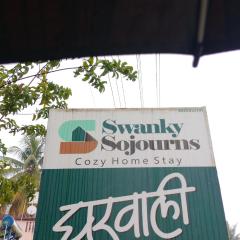 Swanky
Sojourns
Cozy Home Stay
घरवाली